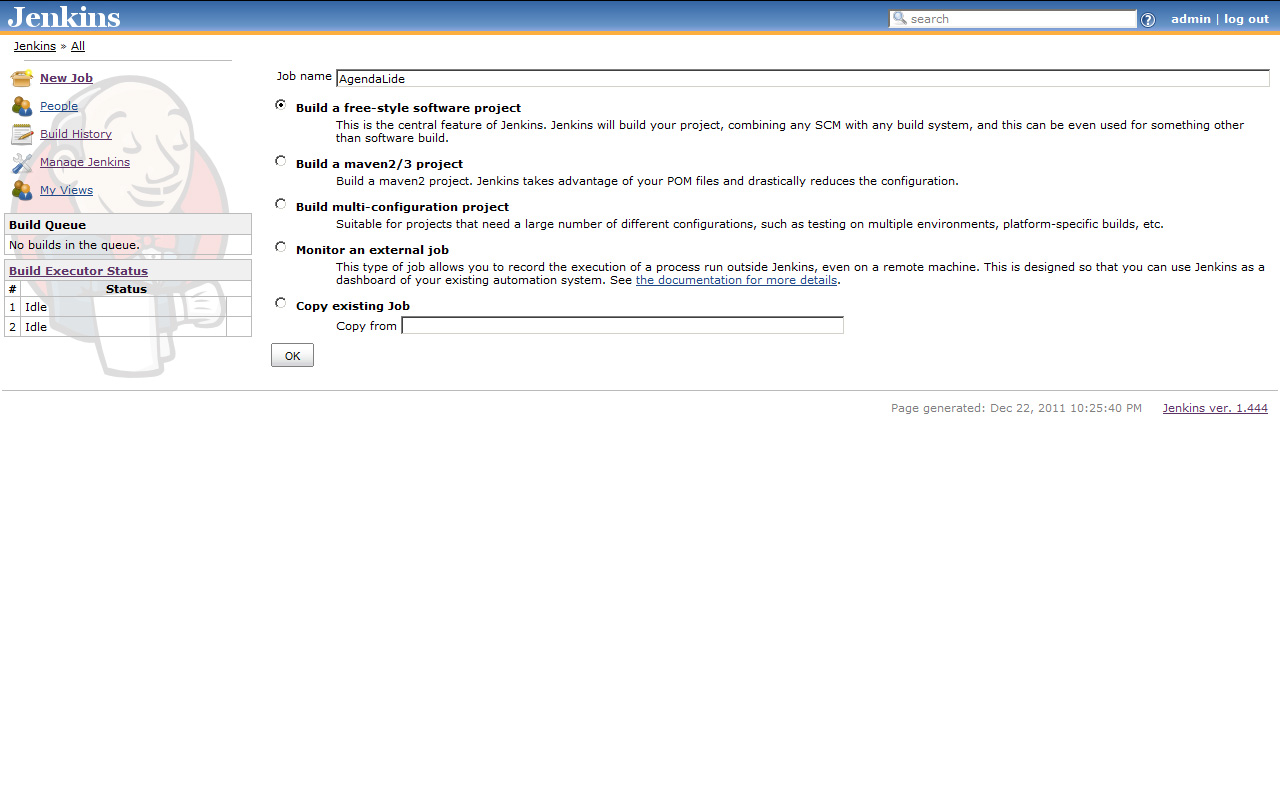 Jenkins
search
admin | log out
Jenkins » All
New Job
People
Build History
Manage Jenkins
My Views
Build Queue
No builds in the queue.
Build Executor Status
# Status
1 Idle
2 Idle
Job name AgendaLide
Build a free-style software project
This is the central feature of Jenkins. Jenkins will build your project, combining any SCM with any build system, and this can be even used for something other
than software build.
Build a maven2/3 project
Build a maven2 project. Jenkins takes advantage of your POM files and drastically reduces the configuration.
Build multi-configuration project
Suitable for projects that need a large number of different configurations, such as testing on multiple environments, platform-specific builds, etc.
Monitor an external job
This type of job allows you to record the execution of a process run outside Jenkins, even on a remote machine. This is designed so that you can use Jenkins as a
dashboard of your existing automation system. See the documentation for more details.
Copy existing Job
Copy from
OK
Page generated: Dec 22, 2011 10:25:40 PM Jenkins ver. 1.444